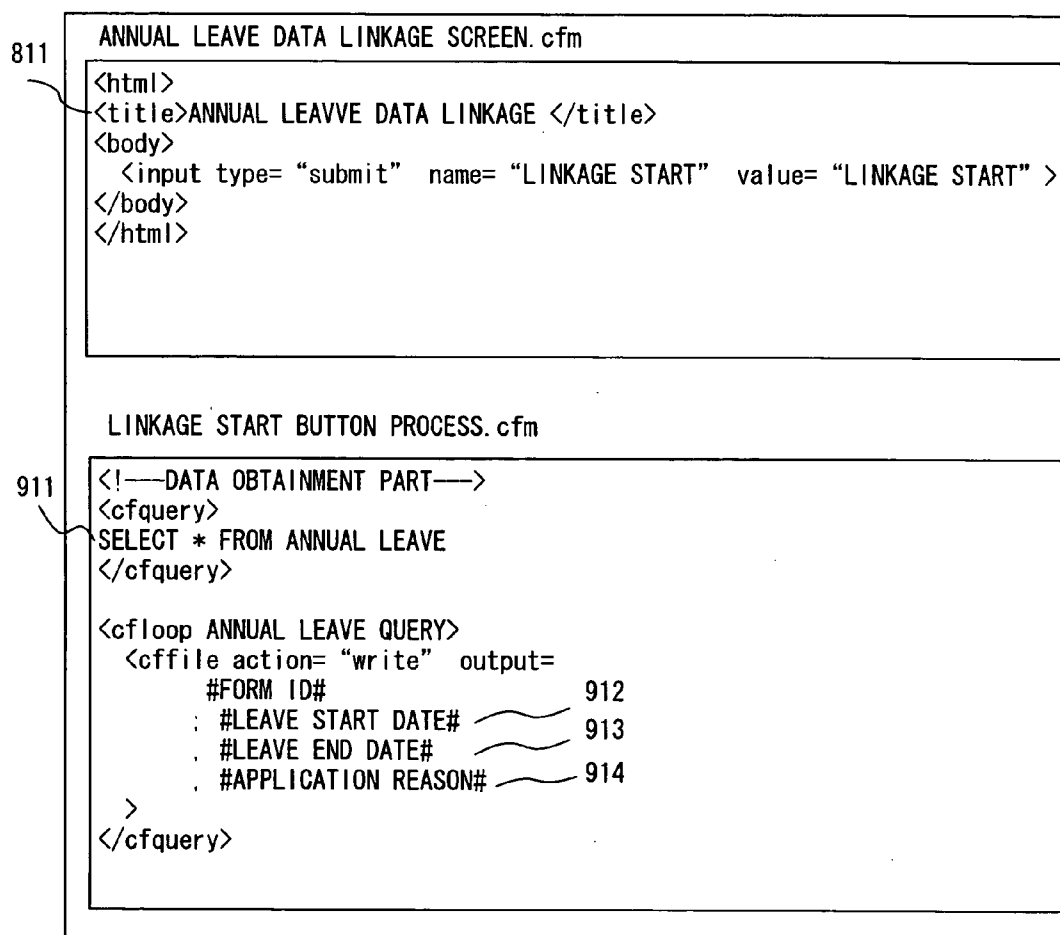 ANNUAL LEAVE DATA LINKAGE SCREEN.cfm
811
<html>
<title>ANNUAL LEAVVE DATA LINKAGE </title>
<body>
<input type= “submit” name= “LINKAGE START” value= “LINKAGE START” >
</body>
</html>
LINKAGE START BUTTON PROCESS.cfm
911
<!——DATA OBTAINMENT PART——>
<cfquery>
SELECT * FROM ANNUAL LEAVE
</cfquery>
<cfloop ANNUAL LEAVE QUERY>
<cffile action= “write” output=
#FORM ID#
, #LEAVE START DATE# 912
, #LEAVE END DATE# 913
, #APPLICATION REASON# 914
>
</cfquery>